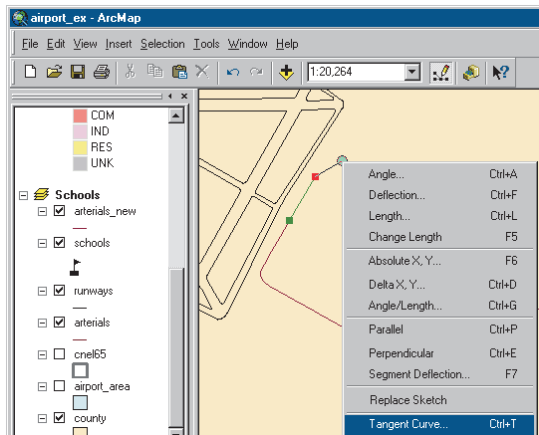 airport_ex - ArcMap
File Edit View Insert Selection Tools Window Help
1:20,264
COM
IND
RES
UNK
Schools
arterials_new
schools
runways
arterials
cnel65
airport_area
county
Angle... Ctrl+A
Deflection... Ctrl+F
Length... Ctrl+L
Change Length F5
Absolute X, Y... F6
Delta X, Y... Ctrl+D
Angle/Length... Ctrl+G
Parallel Ctrl+P
Perpendicular Ctrl+E
Segment Deflection... F7
Replace Sketch
Tangent Curve... Ctrl+T